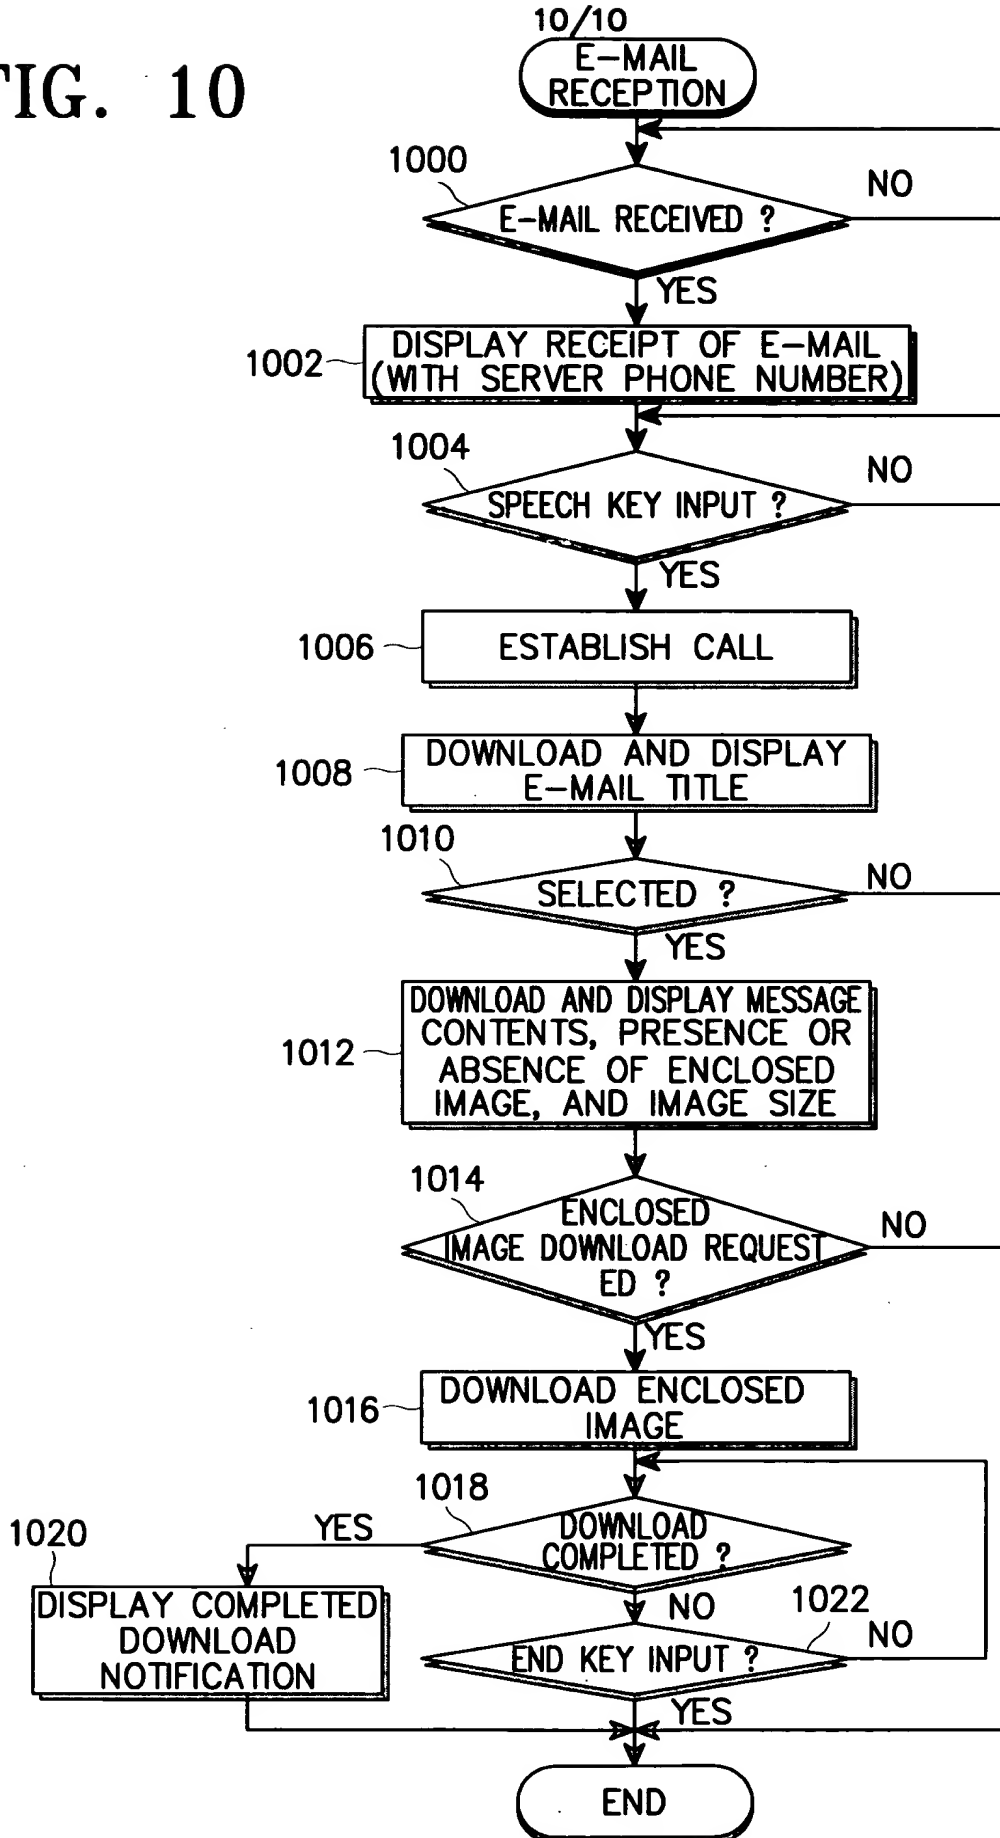 10/10
FIG. 10
E-MAIL
RECEPTION
1000
E-MAIL RECEIVED ?
NO
YES
1002
DISPLAY RECEIPT OF E-MAIL
(WITH SERVER PHONE NUMBER)
1004
SPEECH KEY INPUT ?
NO
YES
1006
ESTABLISH CALL
1008
DOWNLOAD AND DISPLAY
E-MAIL TITLE
1010
SELECTED ?
NO
YES
1012
DOWNLOAD AND DISPLAY MESSAGE
CONTENTS, PRESENCE OR
ABSENCE OF ENCLOSED
IMAGE, AND IMAGE SIZE
1014
ENCLOSED
IMAGE DOWNLOAD REQUEST
ED ?
NO
YES
1016
DOWNLOAD ENCLOSED
IMAGE
1018
DOWNLOAD
COMPLETED ?
YES
NO
1020
DISPLAY COMPLETED
DOWNLOAD
NOTIFICATION
1022
END KEY INPUT ?
NO
YES
END